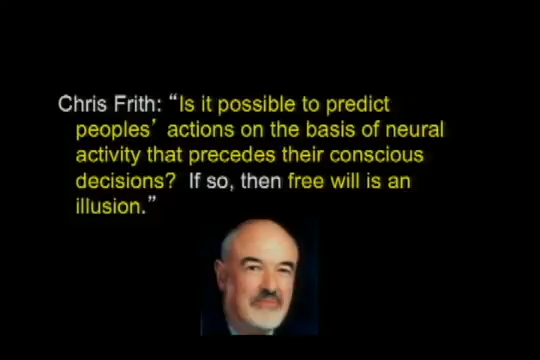 Chris Frith: “Is it possible to predict
peoples’ actions on the basis of neural
activity that precedes their conscious
decisions? If so, then free will is an
illusion.”